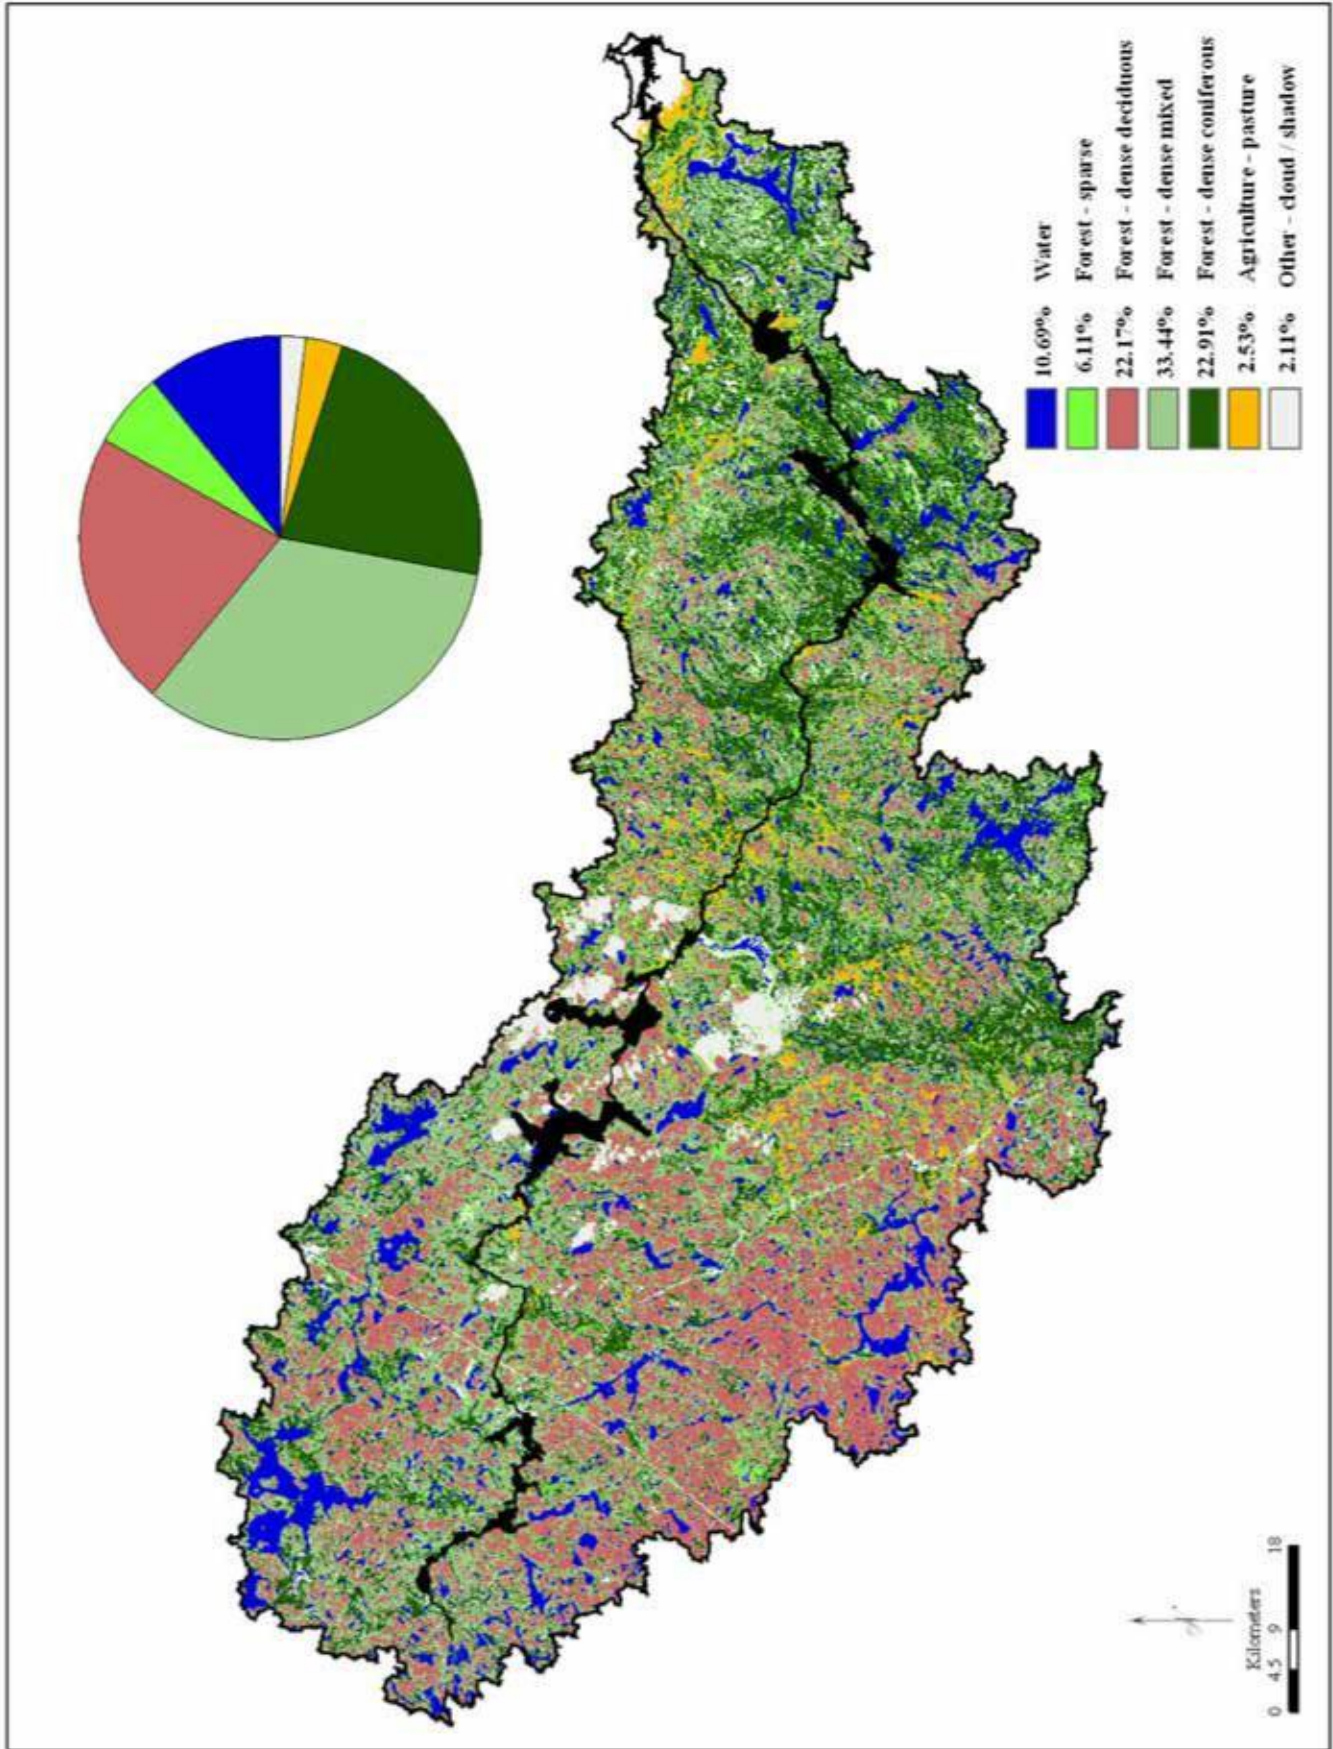 10.69% Water
6.11% Forest - sparse
22.17% Forest - dense deciduous
33.44% Forest - dense mixed
22.91% Forest - dense coniferous
2.53% Agriculture - pasture
2.11% Other - cloud / shadow
Kilometers
0 4.5 9 18